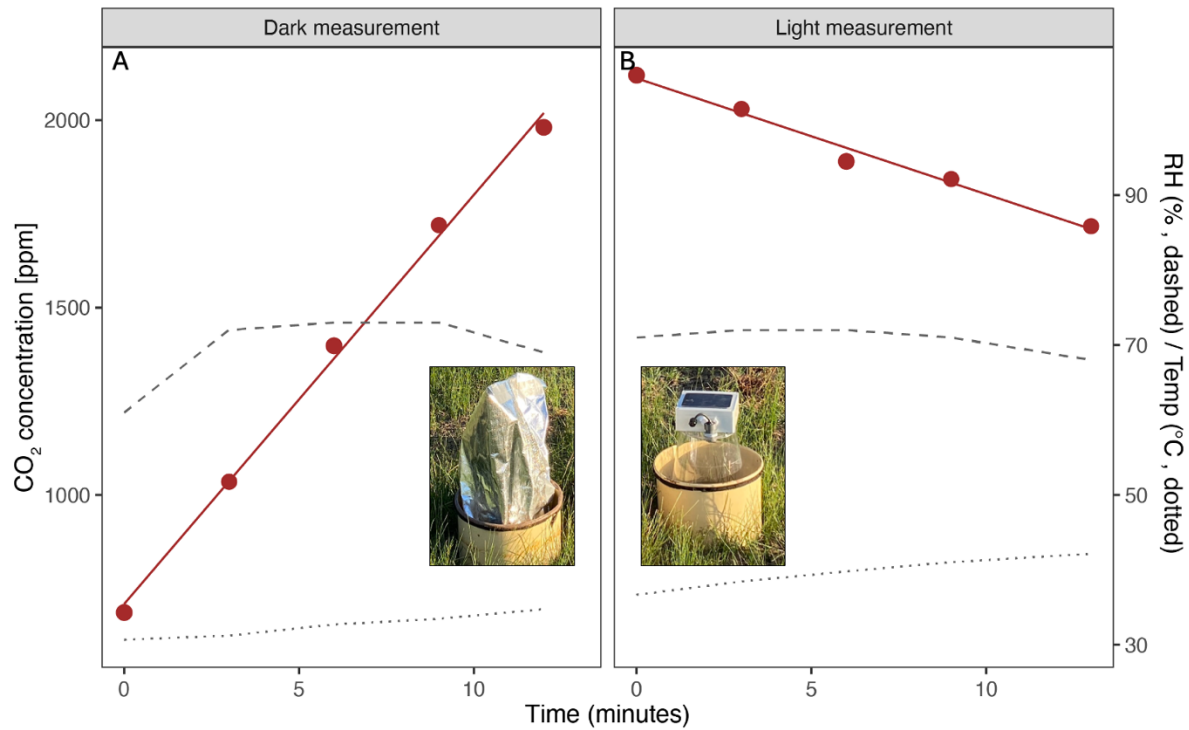 Dark measurement
Light measurement
A
B
2000
1500
1000
CO₂ concentration [ppm]
90
70
50
30
RH (% , dashed) / Temp (°C , dotted)
0
5
10
0
5
10
Time (minutes)